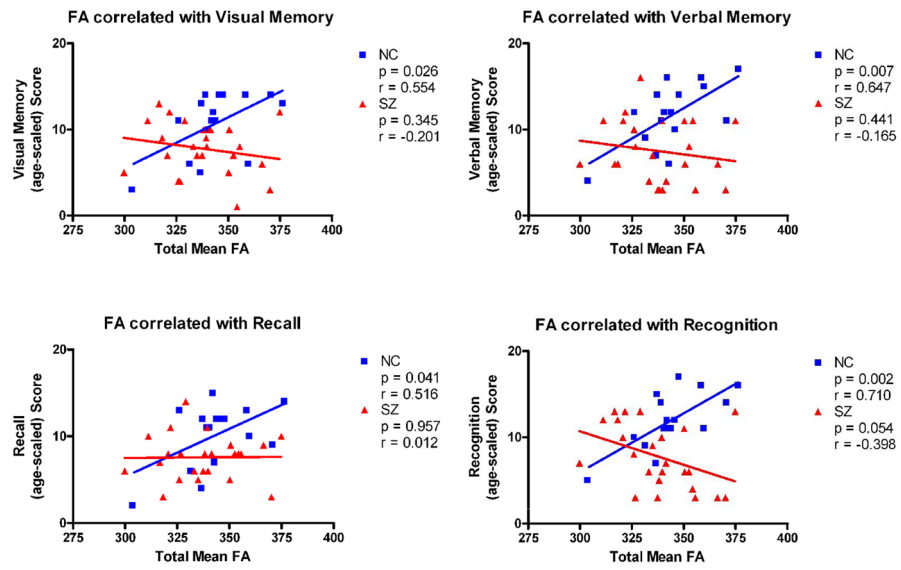 FA correlated with Visual Memory
20
10
0
275
300
325
350
375
400
Visual Memory
(age-scaled) Score
Total Mean FA
NC
p = 0.026
r = 0.554
SZ
p = 0.345
r = -0.201
FA correlated with Verbal Memory
20
10
0
275
300
325
350
375
400
Verbal Memory
(age-scaled) Score
Total Mean FA
NC
p = 0.007
r = 0.647
SZ
p = 0.441
r = -0.165
FA correlated with Recall
20
10
0
275
300
325
350
375
400
Recall
(age-scaled) Score
Total Mean FA
NC
p = 0.041
r = 0.516
SZ
p = 0.957
r = 0.012
FA correlated with Recognition
20
10
0
275
300
325
350
375
400
Recognition
(age-scaled) Score
Total Mean FA
NC
p = 0.002
r = 0.710
SZ
p = 0.054
r = -0.398